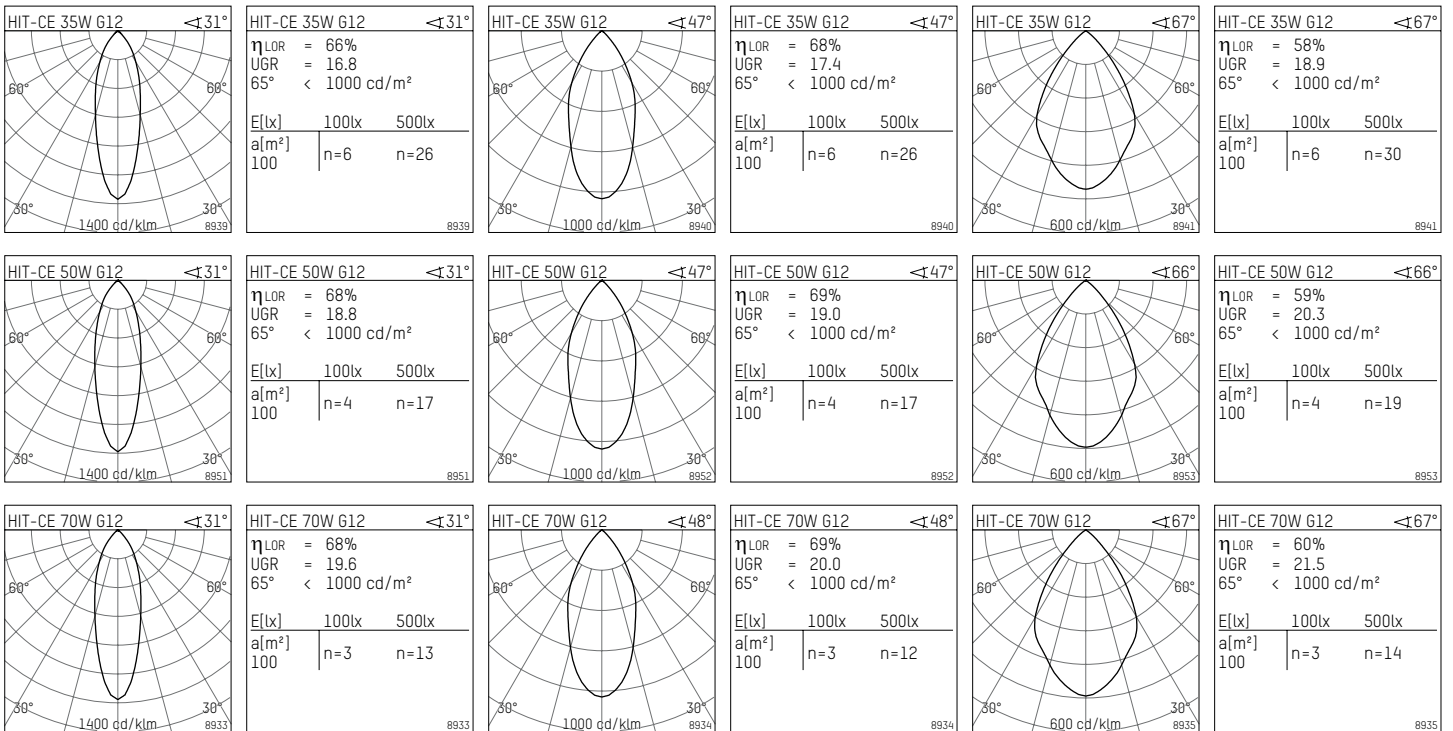 HIT-CE 35W G12 ∢31°
60° 60°
30° 30°
1400 cd/klm 8939
HIT-CE 35W G12 ∢31°
ηLOR = 66%
UGR = 16.8
65° < 1000 cd/m²
E[lx] 100lx 500lx
a[m²]
100 n=6 n=26
8939
HIT-CE 35W G12 ∢47°
60° 60°
30° 30°
1000 cd/klm 8940
HIT-CE 35W G12 ∢47°
ηLOR = 68%
UGR = 17.4
65° < 1000 cd/m²
E[lx] 100lx 500lx
a[m²]
100 n=6 n=26
8940
HIT-CE 35W G12 ∢67°
60° 60°
30° 30°
600 cd/klm 8941
HIT-CE 35W G12 ∢67°
ηLOR = 58%
UGR = 18.9
65° < 1000 cd/m²
E[lx] 100lx 500lx
a[m²]
100 n=6 n=30
8941
HIT-CE 50W G12 ∢31°
60° 60°
30° 30°
1400 cd/klm 8951
HIT-CE 50W G12 ∢31°
ηLOR = 68%
UGR = 18.8
65° < 1000 cd/m²
E[lx] 100lx 500lx
a[m²]
100 n=4 n=17
8951
HIT-CE 50W G12 ∢47°
60° 60°
30° 30°
1000 cd/klm 8952
HIT-CE 50W G12 ∢47°
ηLOR = 69%
UGR = 19.0
65° < 1000 cd/m²
E[lx] 100lx 500lx
a[m²]
100 n=4 n=17
8952
HIT-CE 50W G12 ∢66°
60° 60°
30° 30°
600 cd/klm 8953
HIT-CE 50W G12 ∢66°
ηLOR = 59%
UGR = 20.3
65° < 1000 cd/m²
E[lx] 100lx 500lx
a[m²]
100 n=4 n=19
8953
HIT-CE 70W G12 ∢31°
60° 60°
30° 30°
1400 cd/klm 8933
HIT-CE 70W G12 ∢31°
ηLOR = 68%
UGR = 19.6
65° < 1000 cd/m²
E[lx] 100lx 500lx
a[m²]
100 n=3 n=13
8933
HIT-CE 70W G12 ∢48°
60° 60°
30° 30°
1000 cd/klm 8934
HIT-CE 70W G12 ∢48°
ηLOR = 69%
UGR = 20.0
65° < 1000 cd/m²
E[lx] 100lx 500lx
a[m²]
100 n=3 n=12
8934
HIT-CE 70W G12 ∢67°
60° 60°
30° 30°
600 cd/klm 8935
HIT-CE 70W G12 ∢67°
ηLOR = 60%
UGR = 21.5
65° < 1000 cd/m²
E[lx] 100lx 500lx
a[m²]
100 n=3 n=14
8935